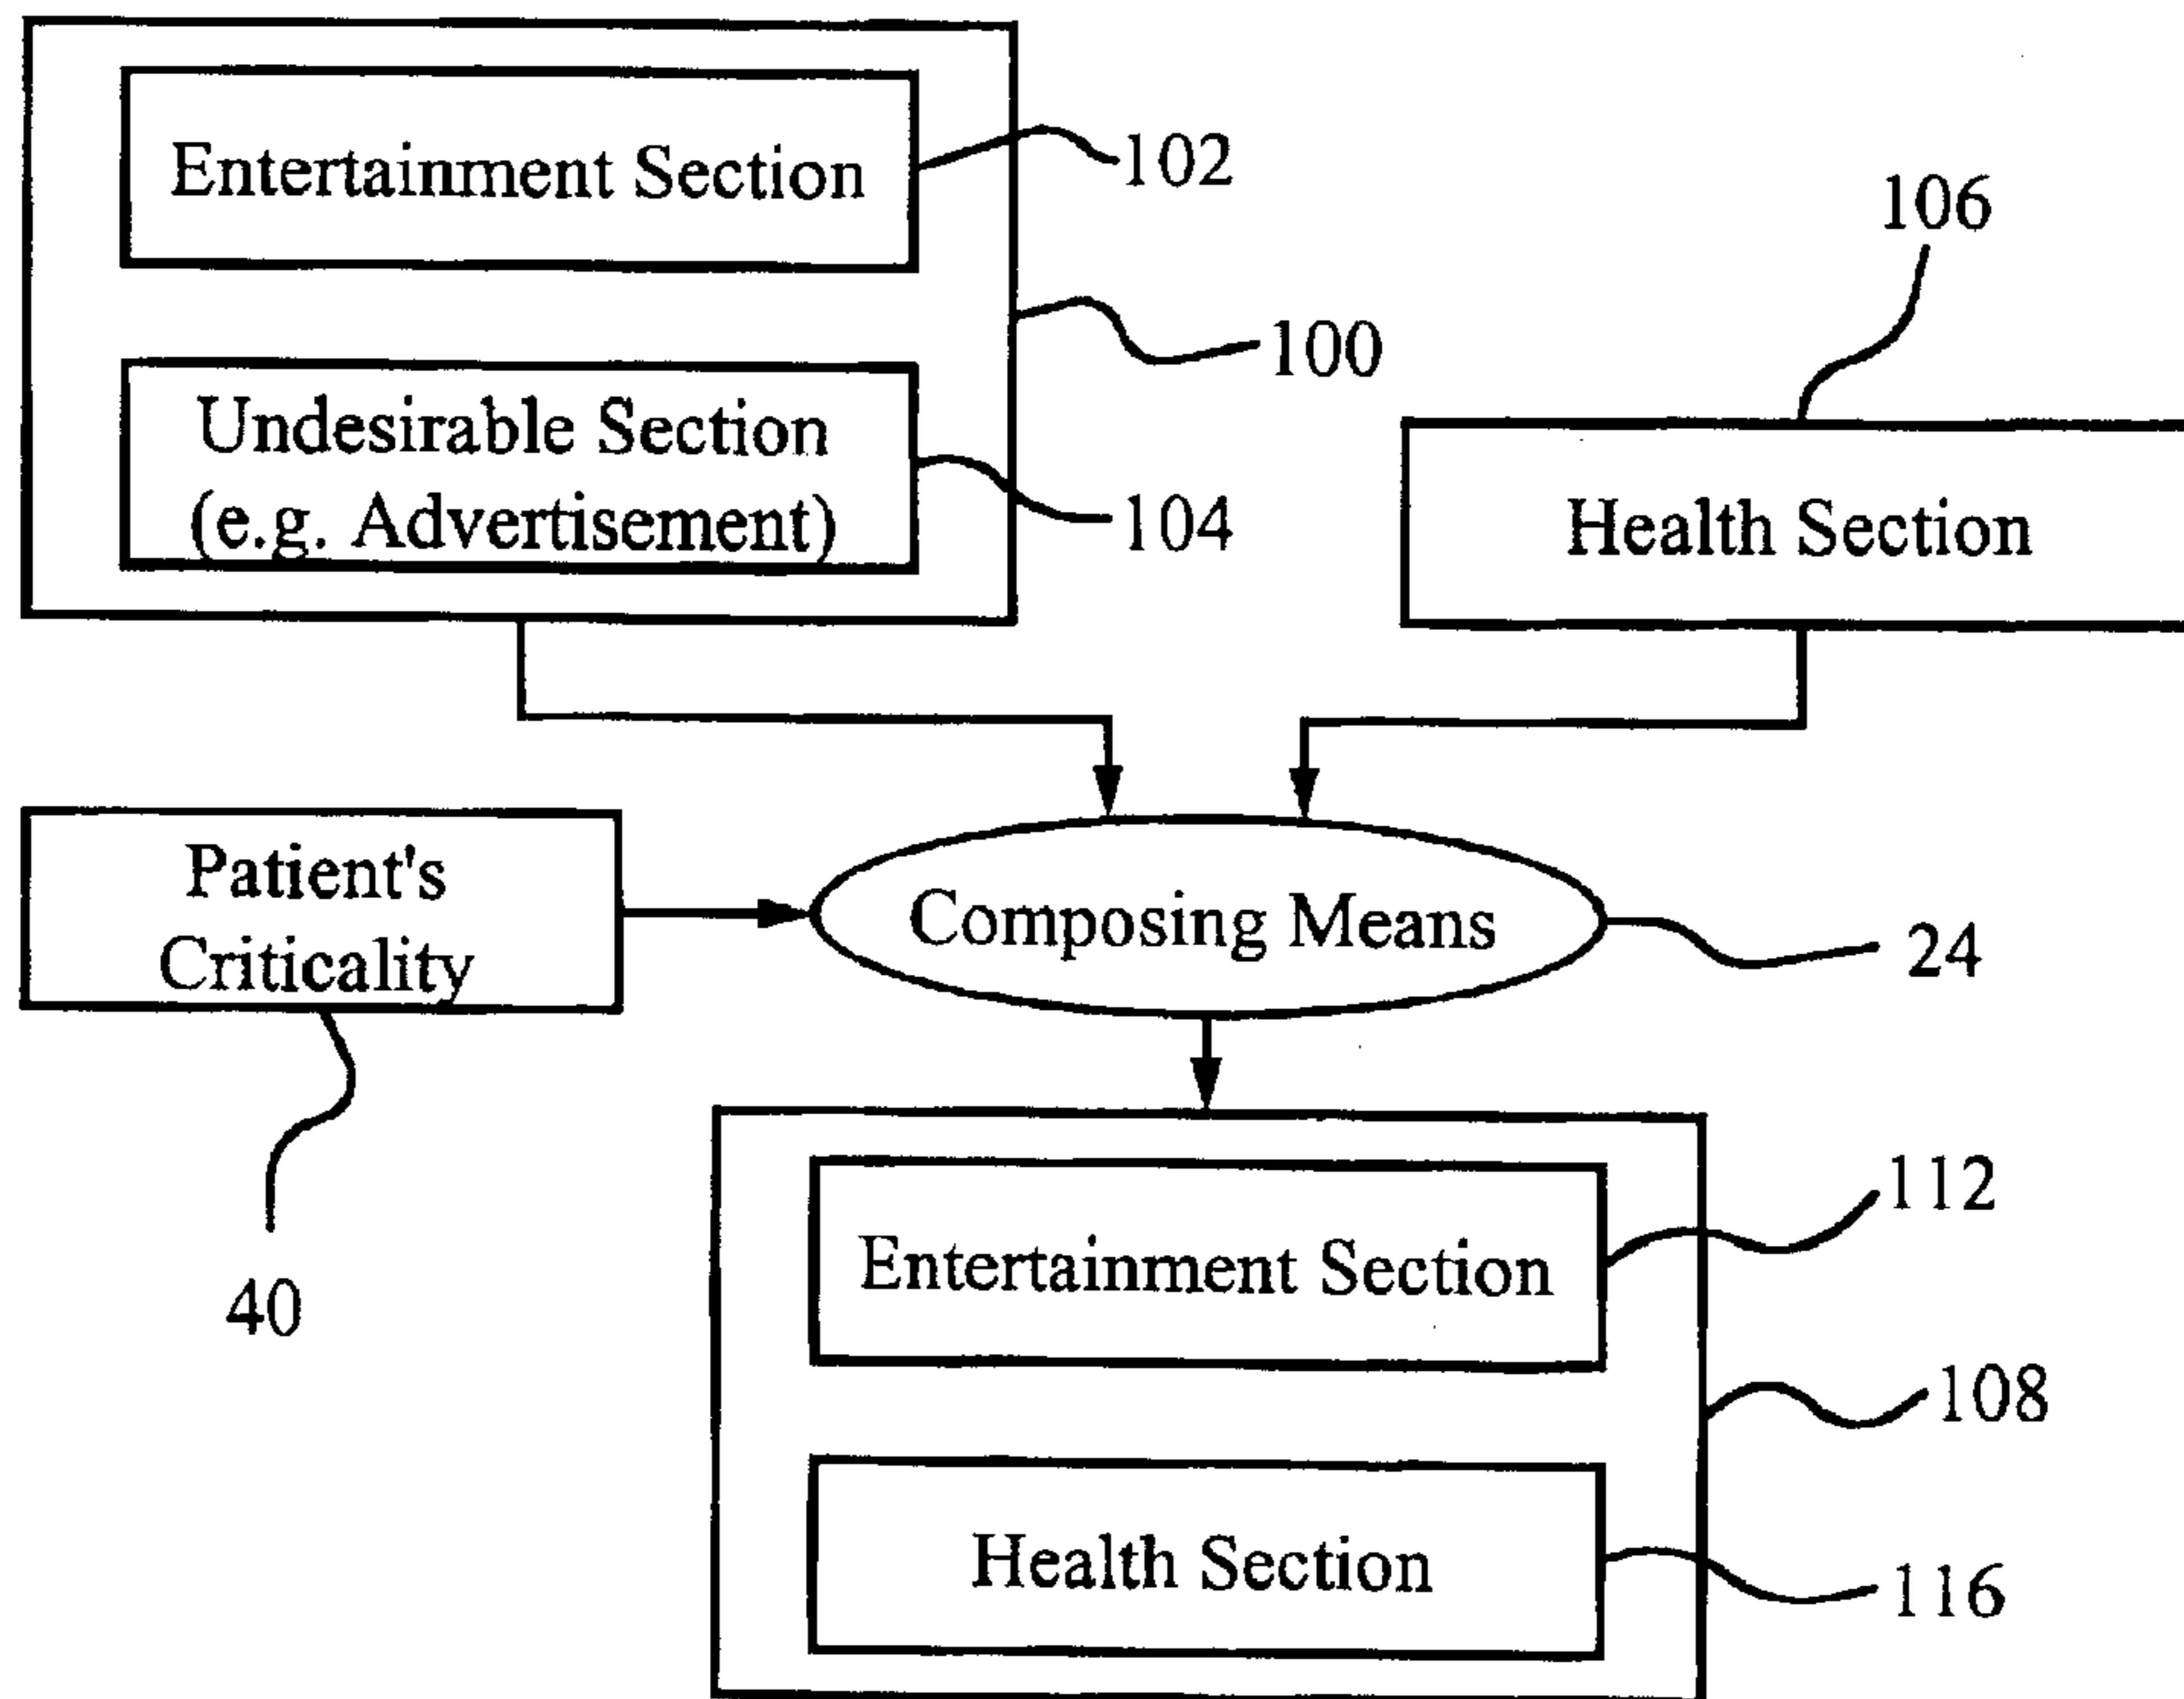 Entertainment Section
102
106
100
Undesirable Section
(e.g. Advertisement)
104
Health Section
Patient's
Criticality
Composing Means
24
112
Entertainment Section
40
108
Health Section
116